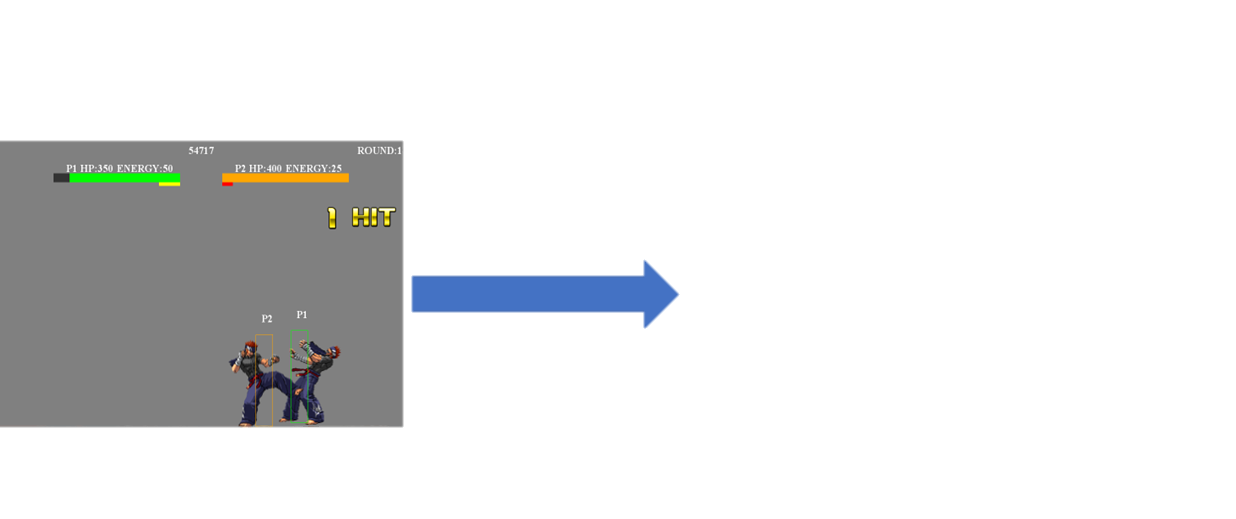 54717
ROUND:1
P1 HP:350 ENERGY:50
P2 HP:400 ENERGY:25
1 HIT
P2
P1